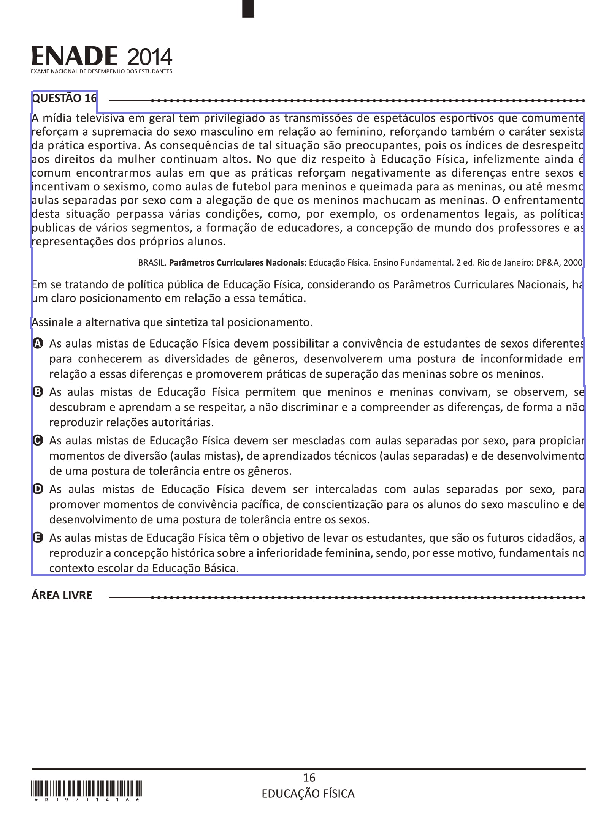 ENADE 2014
EXAME NACIONAL DE DESEMPENHO DOS ESTUDANTES
QUESTÃO 16
A mídia televisiva em geral tem privilegiado as transmissões de espetáculos esportivos que comumente
reforçam a supremacia do sexo masculino em relação ao feminino, reforçando também o caráter sexista
da prática esportiva. As consequências de tal situação são preocupantes, pois os índices de desrespeito
aos direitos da mulher continuam altos. No que diz respeito à Educação Física, infelizmente ainda é
comum encontrarmos aulas em que as práticas reforçam negativamente as diferenças entre sexos e
incentivam o sexismo, como aulas de futebol para meninos e queimada para as meninas, ou até mesmo
aulas separadas por sexo com a alegação de que os meninos machucam as meninas. O enfrentamento
desta situação perpassa várias condições, como, por exemplo, os ordenamentos legais, as políticas
publicas de vários segmentos, a formação de educadores, a concepção de mundo dos professores e as
representações dos próprios alunos.
BRASIL. Parâmetros Curriculares Nacionais: Educação Física. Ensino Fundamental. 2 ed. Rio de Janeiro: DP&A, 2000.
Em se tratando de política pública de Educação Física, considerando os Parâmetros Curriculares Nacionais, há
um claro posicionamento em relação a essa temática.
Assinale a alternativa que sintetiza tal posicionamento.
A As aulas mistas de Educação Física devem possibilitar a convivência de estudantes de sexos diferentes
para conhecerem as diversidades de gêneros, desenvolverem uma postura de inconformidade em
relação a essas diferenças e promoverem práticas de superação das meninas sobre os meninos.
B As aulas mistas de Educação Física permitem que meninos e meninas convivam, se observem, se
descubram e aprendam a se respeitar, a não discriminar e a compreender as diferenças, de forma a não
reproduzir relações autoritárias.
C As aulas mistas de Educação Física devem ser mescladas com aulas separadas por sexo, para propiciar
momentos de diversão (aulas mistas), de aprendizados técnicos (aulas separadas) e de desenvolvimento
de uma postura de tolerância entre os gêneros.
D As aulas mistas de Educação Física devem ser intercaladas com aulas separadas por sexo, para
promover momentos de convivência pacífica, de conscientização para os alunos do sexo masculino e de
desenvolvimento de uma postura de tolerância entre os sexos.
E As aulas mistas de Educação Física têm o objetivo de levar os estudantes, que são os futuros cidadãos, a
reproduzir a concepção histórica sobre a inferioridade feminina, sendo, por esse motivo, fundamentais no
contexto escolar da Educação Básica.
ÁREA LIVRE
16
EDUCAÇÃO FÍSICA